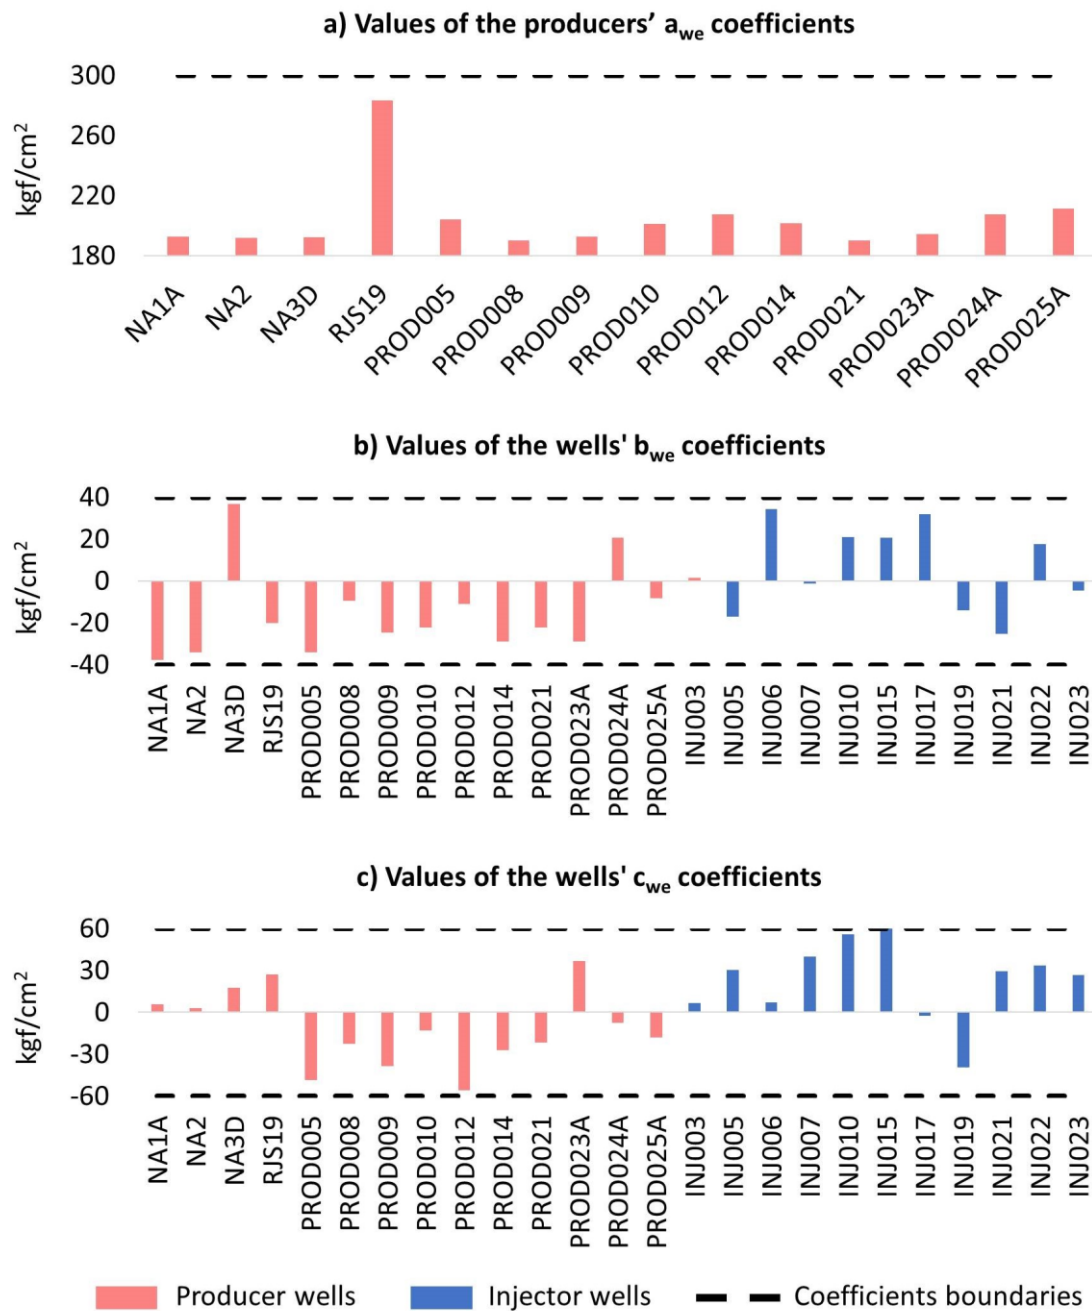 a) Values of the producers’ awe coefficients
kgf/cm2
300
260
220
180
NA1A
NA2
NA3D
RJS19
PROD005
PROD008
PROD009
PROD010
PROD012
PROD014
PROD021
PROD023A
PROD024A
PROD025A
b) Values of the wells' bwe coefficients
kgf/cm2
40
20
0
-20
-40
NA1A
NA2
NA3D
RJS19
PROD005
PROD008
PROD009
PROD010
PROD012
PROD014
PROD021
PROD023A
PROD024A
PROD025A
INJ003
INJ005
INJ006
INJ007
INJ010
INJ015
INJ017
INJ019
INJ021
INJ022
INJ023
c) Values of the wells' cwe coefficients
kgf/cm2
60
30
0
-30
-60
NA1A
NA2
NA3D
RJS19
PROD005
PROD008
PROD009
PROD010
PROD012
PROD014
PROD021
PROD023A
PROD024A
PROD025A
INJ003
INJ005
INJ006
INJ007
INJ010
INJ015
INJ017
INJ019
INJ021
INJ022
INJ023
Producer wells Injector wells Coefficients boundaries